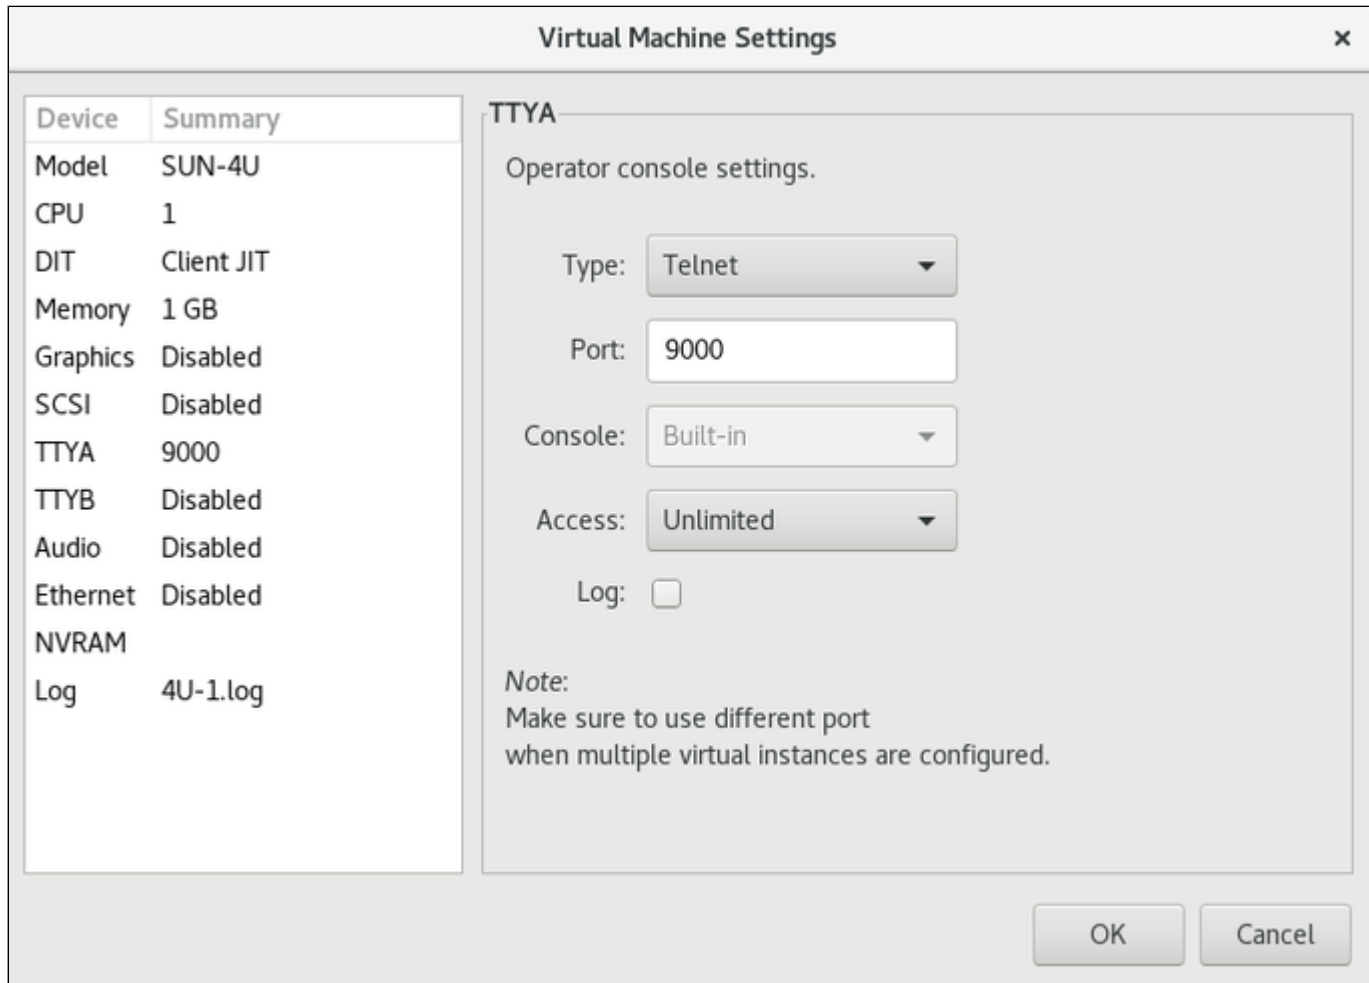 Virtual Machine Settings ×
Device Summary
Model SUN-4U
CPU 1
DIT Client JIT
Memory 1 GB
Graphics Disabled
SCSI Disabled
TTYA 9000
TTYB Disabled
Audio Disabled
Ethernet Disabled
NVRAM
Log 4U-1.log
TTYA
Operator console settings.
Type: Telnet
Port: 9000
Console: Built-in
Access: Unlimited
Log:
Note:
Make sure to use different port
when multiple virtual instances are configured.
OK Cancel